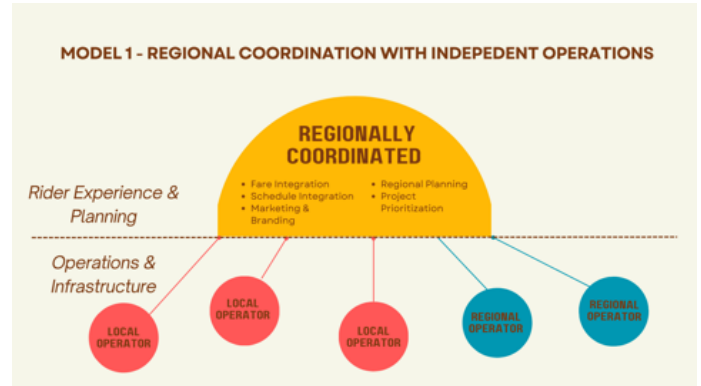 MODEL 1 - REGIONAL COORDINATION WITH INDEPEDENT OPERATIONS
REGIONALLY
COORDINATED
• Fare Integration
• Schedule Integration
• Marketing &
Branding
• Regional Planning
• Project
Prioritization
Rider Experience &
Planning
Operations &
Infrastructure
LOCAL
OPERATOR
LOCAL
OPERATOR
LOCAL
OPERATOR
REGIONAL
OPERATOR
REGIONAL
OPERATOR